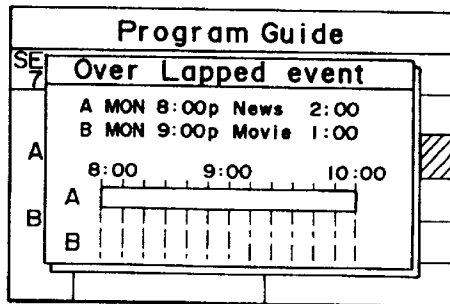 Program Guide
SE
7
Over Lapped event
A MON 8:00p News 2:00
B MON 9:00p Movie 1:00
8:00 9:00 10:00
A
A
B
B